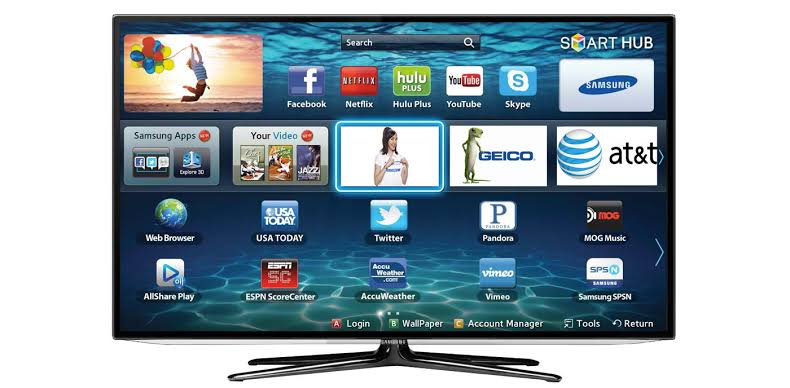 Search
SMART HUB
Facebook
NETFLIX
Netflix
hulu
PLUS
Hulu Plus
YouTube
YouTube
Skype
SAMSUNG
Samsung Apps NEW
Explore 3D
Your Video NEW
JAZZ
GEICO
at&t
Web Browser
USA
TODAY
USA TODAY
Twitter
PANDORA
Pandora
MOG
MOG Music
AllShare Play
ESPN
SC
ESPN ScoreCenter
Accu
Weather
.com
AccuWeather
vimeo
Vimeo
SPSN
SAMSUNG
Samsung SPSN
A Login B WallPaper C Account Manager Tools Return
SAMSUNG